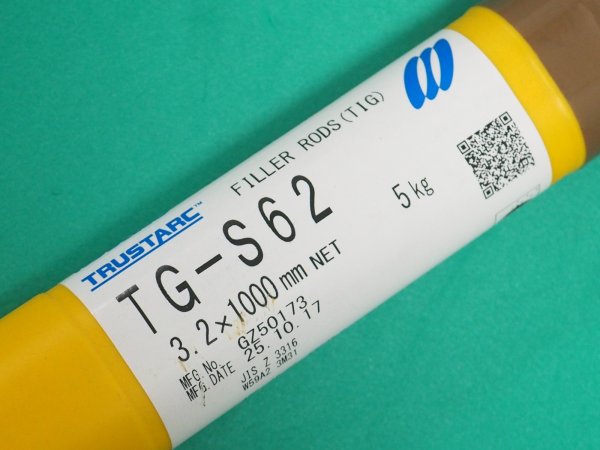 FILLER RODS(TIG)
TRUSTARC™
TG-S62
5kg
3.2×1000mm NET
MFG.No. GZ50173
MFG.DATE 25.10.17
JIS Z 3316
W59A2 3M31